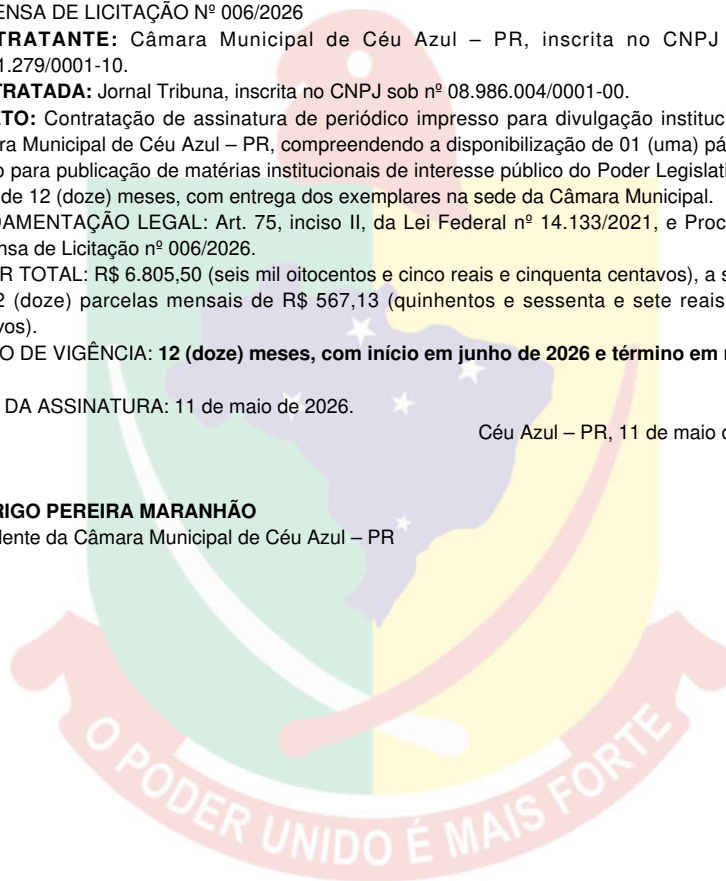 ENSA DE LICITAÇÃO Nº 006/2026
TRATANTE: Câmara Municipal de Céu Azul – PR, inscrita no CNPJ
1.279/0001-10.
TRATADA: Jornal Tribuna, inscrita no CNPJ sob nº 08.986.004/0001-00.
TO: Contratação de assinatura de periódico impresso para divulgação instituc
ra Municipal de Céu Azul – PR, compreendendo a disponibilização de 01 (uma) pá
o para publicação de matérias institucionais de interesse público do Poder Legislati
de 12 (doze) meses, com entrega dos exemplares na sede da Câmara Municipal.
DAMENTAÇÃO LEGAL: Art. 75, inciso II, da Lei Federal nº 14.133/2021, e Proc
nsa de Licitação nº 006/2026.
R TOTAL: R$ 6.805,50 (seis mil oitocentos e cinco reais e cinquenta centavos), a s
2 (doze) parcelas mensais de R$ 567,13 (quinhentos e sessenta e sete reais
vos).
O DE VIGÊNCIA: 12 (doze) meses, com início em junho de 2026 e término em
DA ASSINATURA: 11 de maio de 2026.
Céu Azul – PR, 11 de maio
RIGO PEREIRA MARANHÃO
dente da Câmara Municipal de Céu Azul – PR
O PODER UNIDO É MAIS FORTE